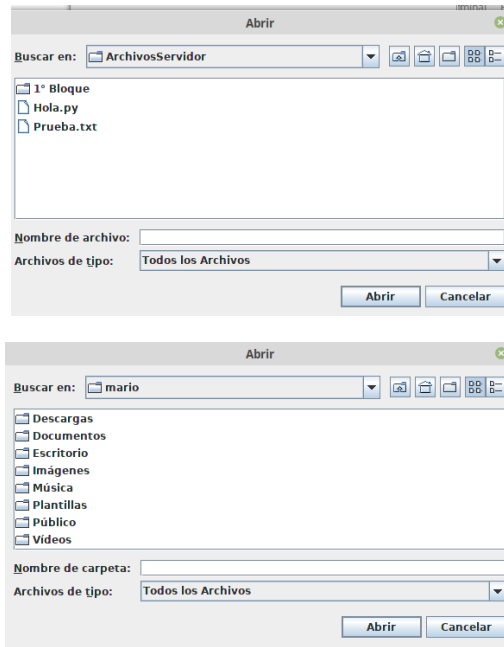 Abrir
Buscar en: ArchivosServidor
1° Bloque
Hola.py
Prueba.txt
Nombre de archivo:
Archivos de tipo: Todos los Archivos
Abrir Cancelar
Abrir
Buscar en: mario
Descargas
Documentos
Escritorio
Imágenes
Música
Plantillas
Público
Vídeos
Nombre de carpeta:
Archivos de tipo: Todos los Archivos
Abrir Cancelar